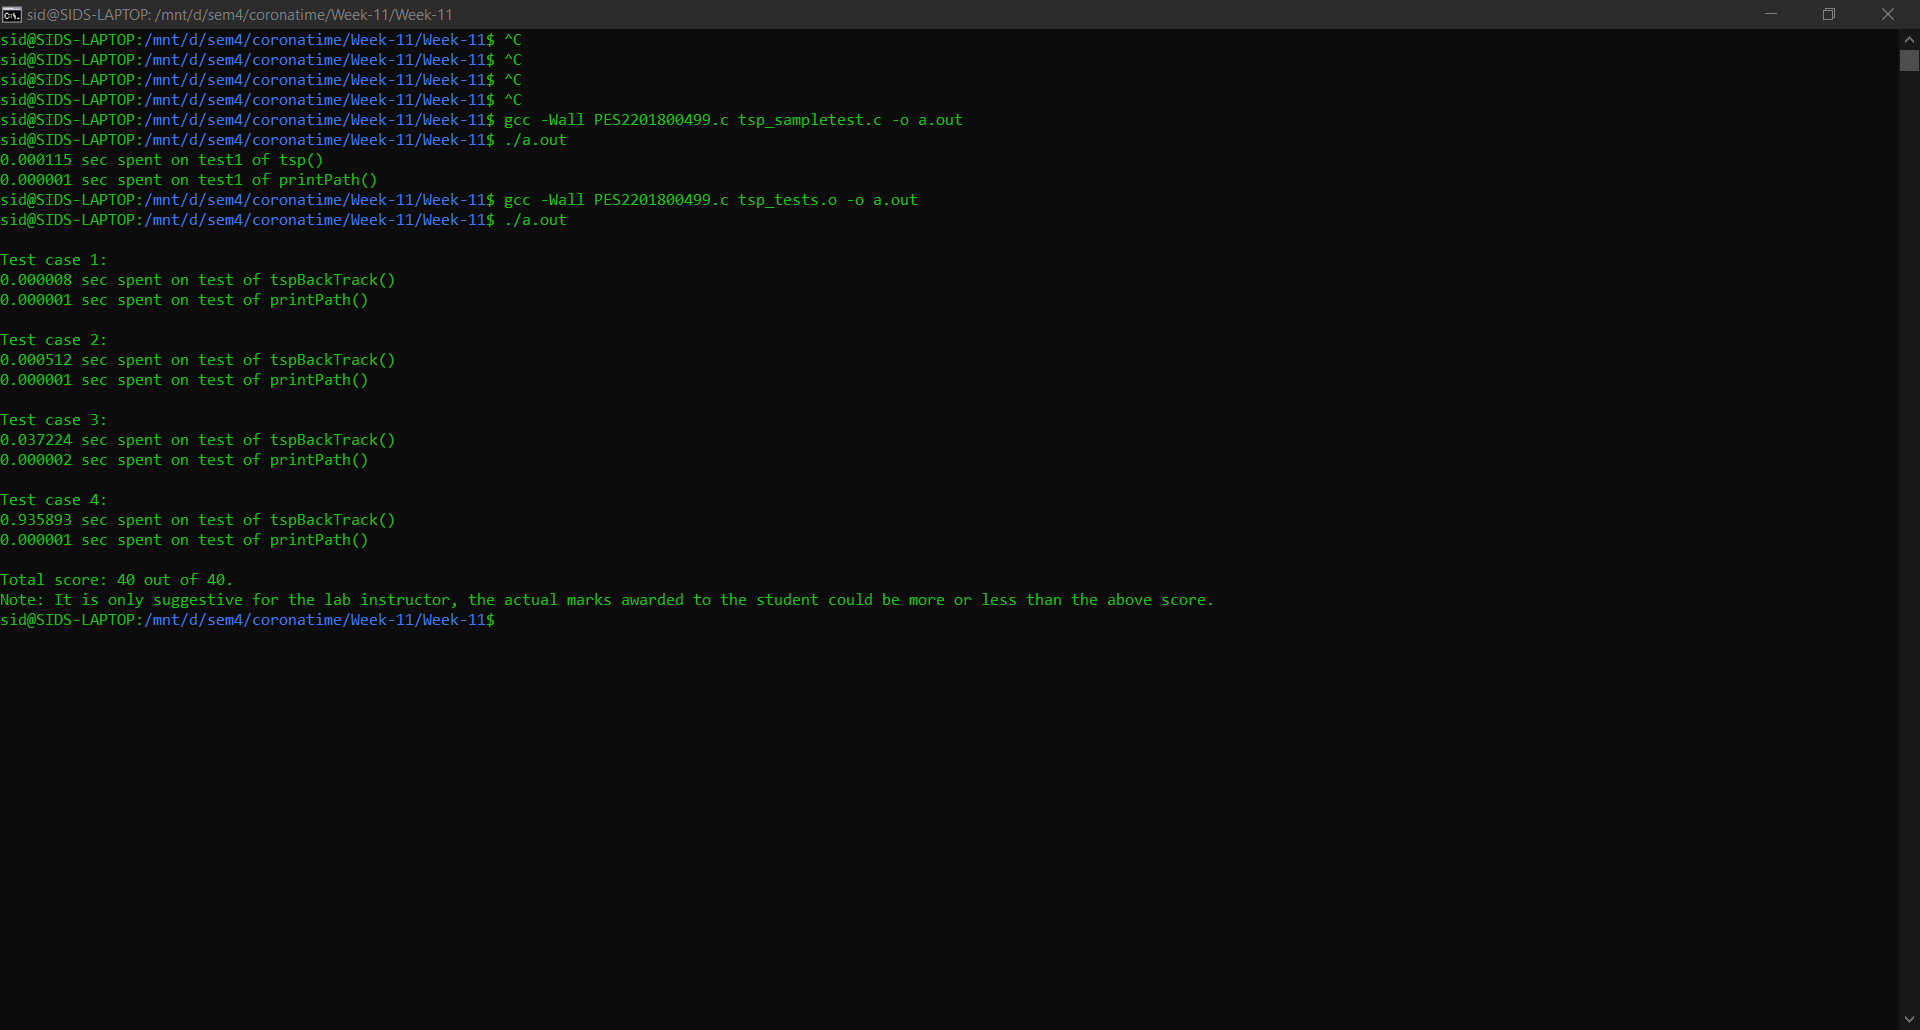 sid@SIDS-LAPTOP: /mnt/d/sem4/coronatime/Week-11/Week-11
sid@SIDS-LAPTOP:/mnt/d/sem4/coronatime/Week-11/Week-11$ ^C
sid@SIDS-LAPTOP:/mnt/d/sem4/coronatime/Week-11/Week-11$ ^C
sid@SIDS-LAPTOP:/mnt/d/sem4/coronatime/Week-11/Week-11$ ^C
sid@SIDS-LAPTOP:/mnt/d/sem4/coronatime/Week-11/Week-11$ ^C
sid@SIDS-LAPTOP:/mnt/d/sem4/coronatime/Week-11/Week-11$ gcc -Wall PES2201800499.c tsp_sampletest.c -o a.out
sid@SIDS-LAPTOP:/mnt/d/sem4/coronatime/Week-11/Week-11$ ./a.out
0.000115 sec spent on test1 of tsp()
0.000001 sec spent on test1 of printPath()
sid@SIDS-LAPTOP:/mnt/d/sem4/coronatime/Week-11/Week-11$ gcc -Wall PES2201800499.c tsp_tests.o -o a.out
sid@SIDS-LAPTOP:/mnt/d/sem4/coronatime/Week-11/Week-11$ ./a.out
Test case 1:
0.000008 sec spent on test of tspBackTrack()
0.000001 sec spent on test of printPath()
Test case 2:
0.000512 sec spent on test of tspBackTrack()
0.000001 sec spent on test of printPath()
Test case 3:
0.037224 sec spent on test of tspBackTrack()
0.000002 sec spent on test of printPath()
Test case 4:
0.935893 sec spent on test of tspBackTrack()
0.000001 sec spent on test of printPath()
Total score: 40 out of 40.
Note: It is only suggestive for the lab instructor, the actual marks awarded to the student could be more or less than the above score.
sid@SIDS-LAPTOP:/mnt/d/sem4/coronatime/Week-11/Week-11$